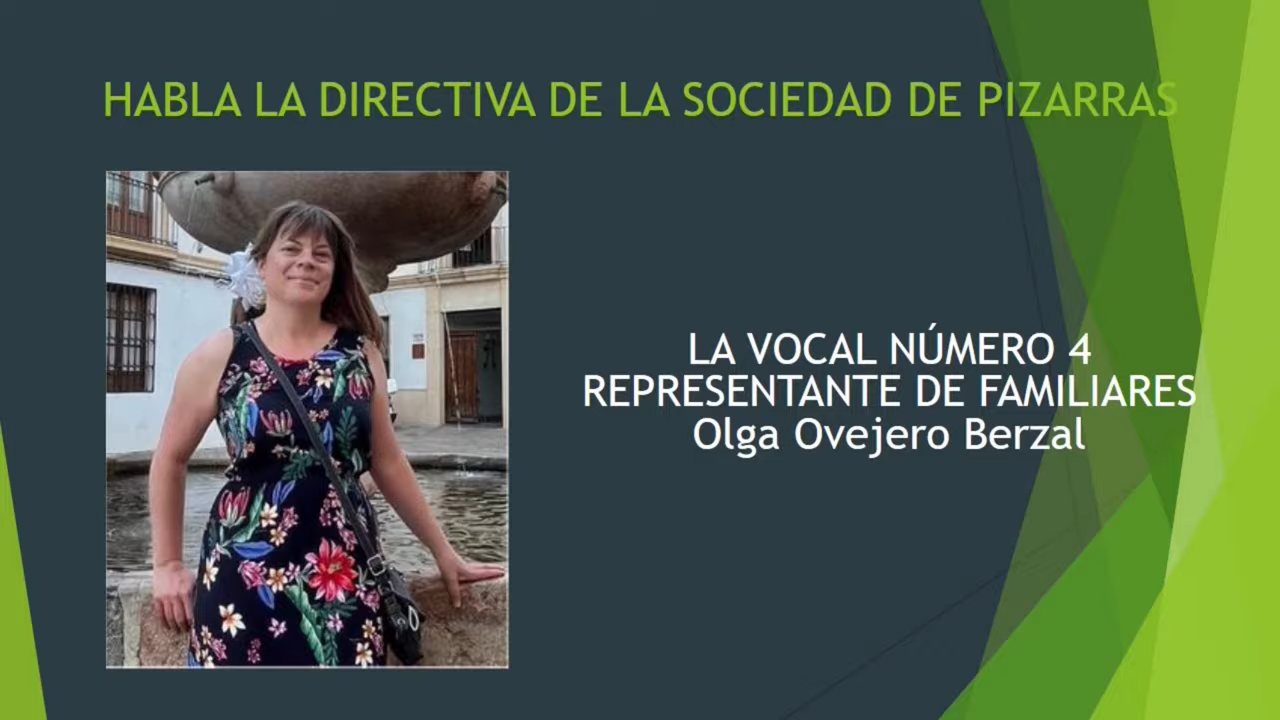 HABLA LA DIRECTIVA DE LA SOCIEDAD DE PIZARRAS
LA VOCAL NÚMERO 4
REPRESENTANTE DE FAMILIARES
Olga Ovejero Berzal